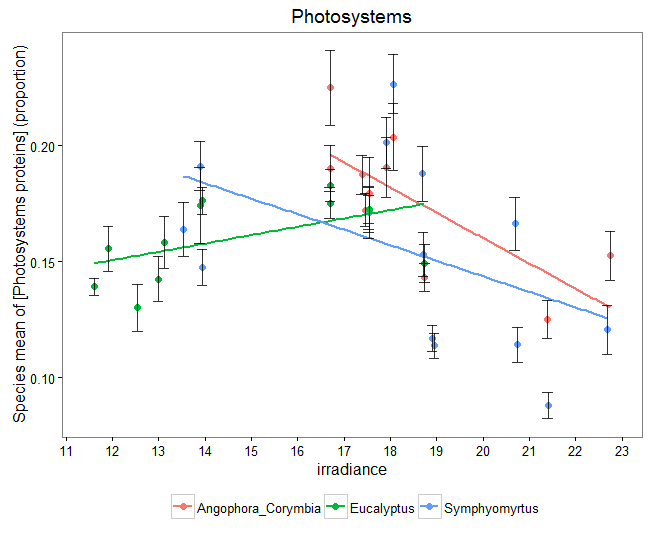 Photosystems
Species mean of [Photosystems proteins] (proportion)
0.20
0.15
0.10
11 12 13 14 15 16 17 18 19 20 21 22 23
irradiance
Angophora_Corymbia Eucalyptus Symphyomyrtus